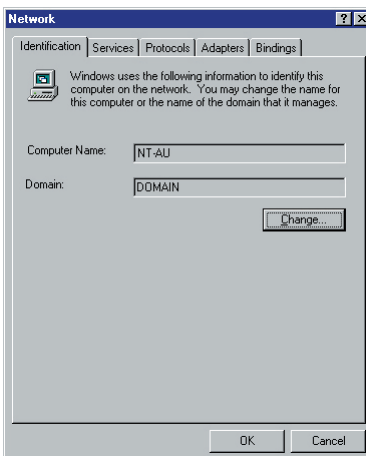 Network
Identification Services Protocols Adapters Bindings
Windows uses the following information to identify this
computer on the network. You may change the name for
this computer or the name of the domain that it manages.
Computer Name: NT-AU
Domain: DOMAIN
Change...
OK Cancel